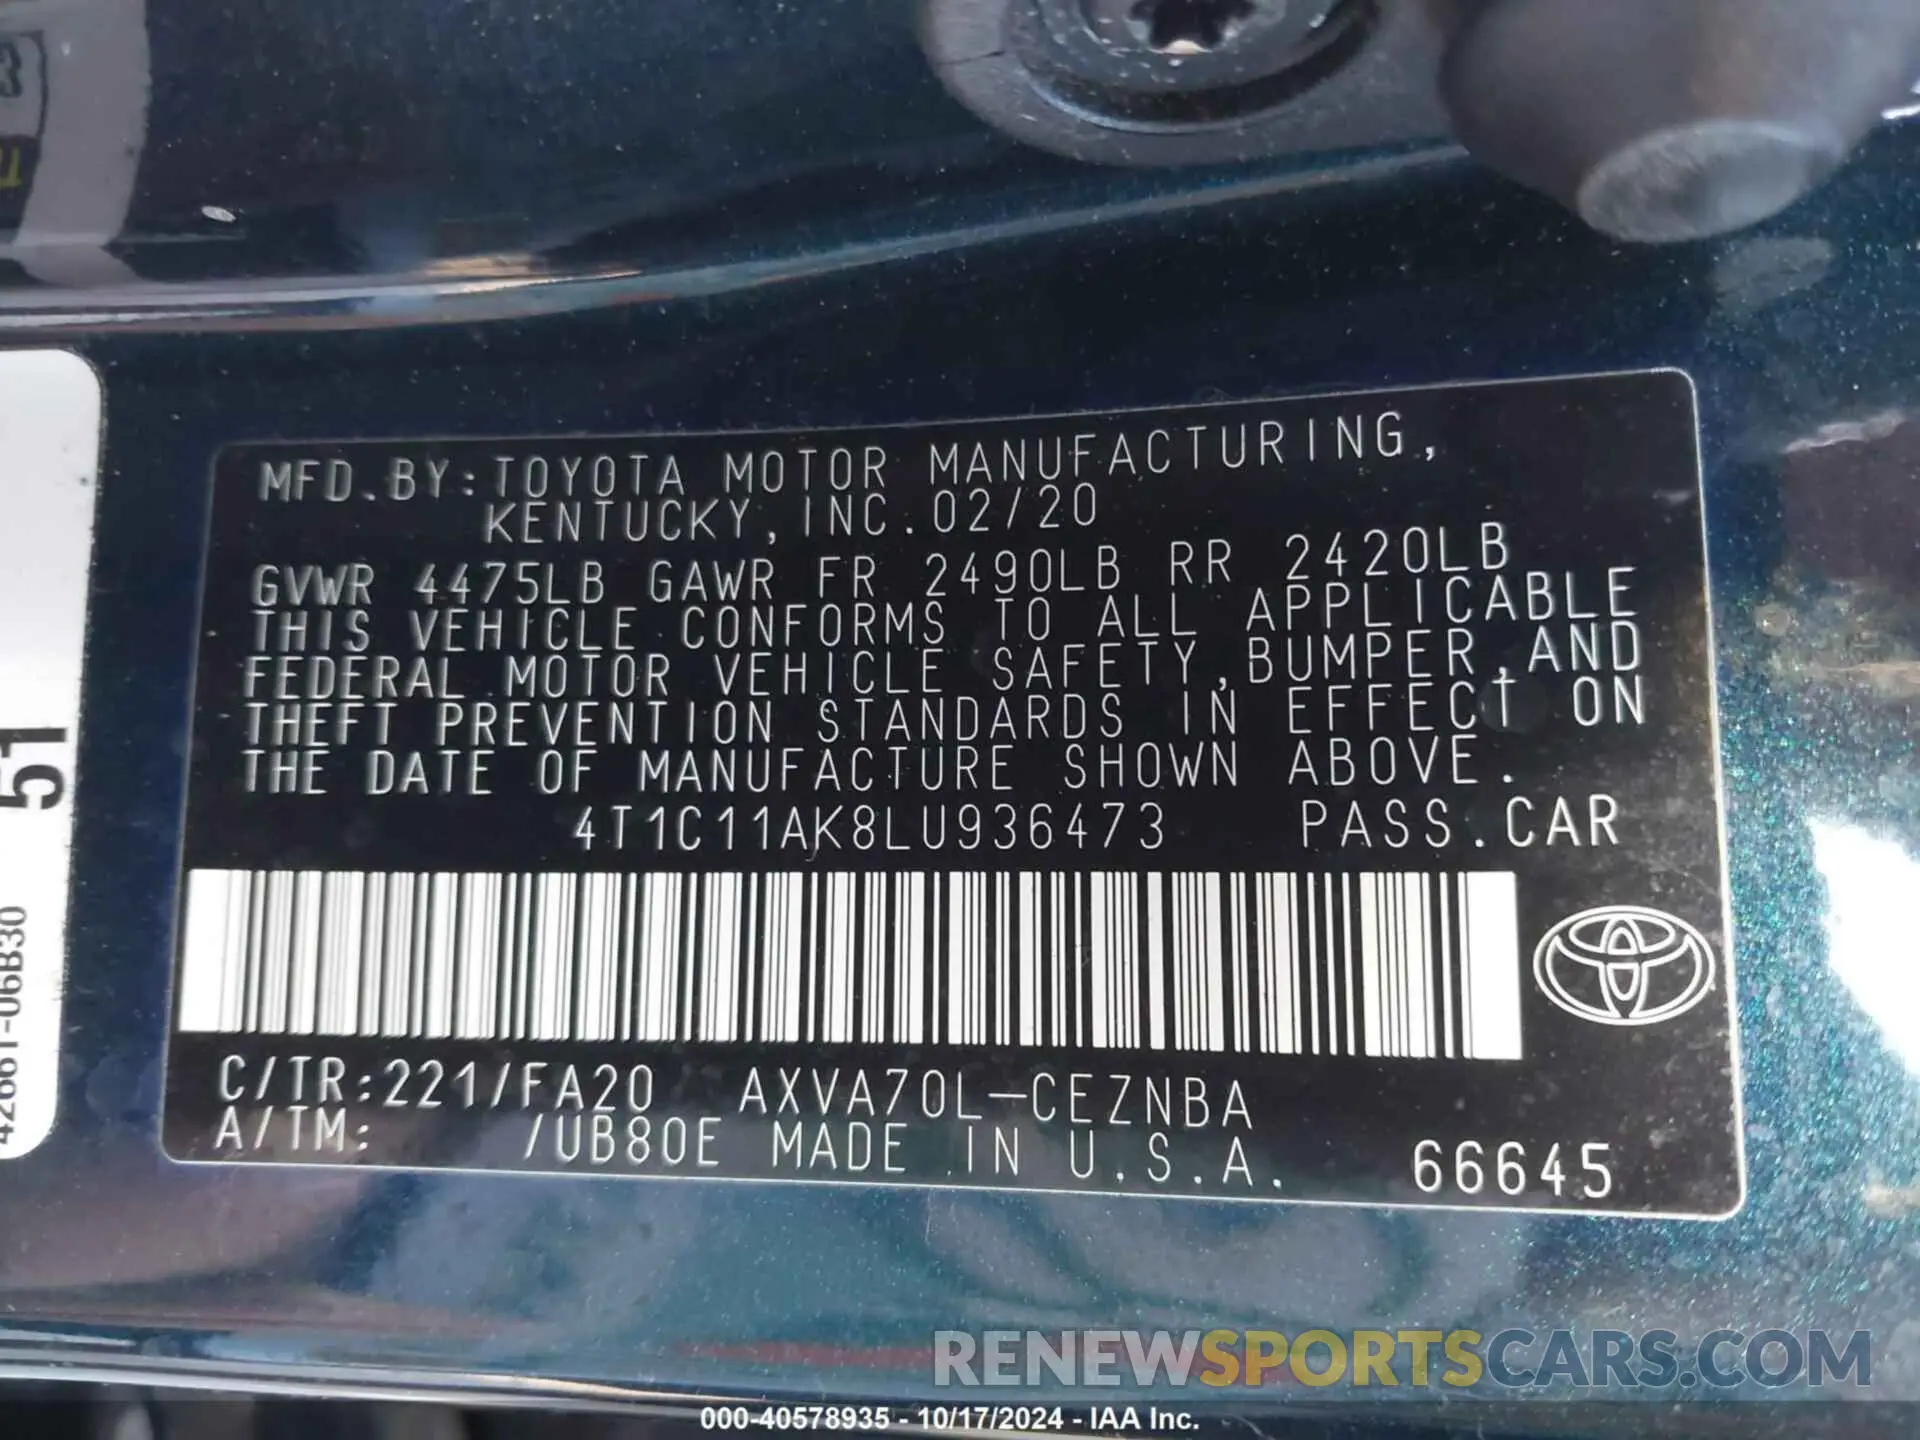 3
51
42661-06B30
MFD.BY:TOYOTA MOTOR MANUFACTURING,
KENTUCKY,INC.02/20
GVWR 4475LB GAWR FR 2490LB RR 2420LB
THIS VEHICLE CONFORMS TO ALL APPLICABLE
FEDERAL MOTOR VEHICLE SAFETY,BUMPER,AND
THEFT PREVENTION STANDARDS IN EFFECT ON
THE DATE OF MANUFACTURE SHOWN ABOVE.
4T1C11AK8LU936473 PASS.CAR
C/TR:221/FA20 AXVA70L-CEZNBA
A/TM: /UB80E MADE IN U.S.A. 66645
RENEWSPORTSCARS.COM
000-40578935 - 10/17/2024 - IAA Inc.